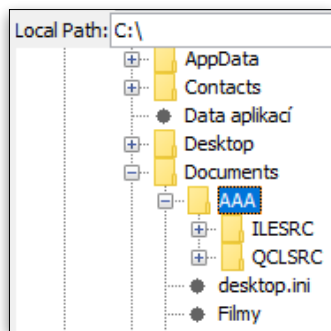 Local Path: C:\
AppData
Contacts
Data aplikací
Desktop
Documents
AAA
ILESRC
QCLSRC
desktop.ini
Filmy